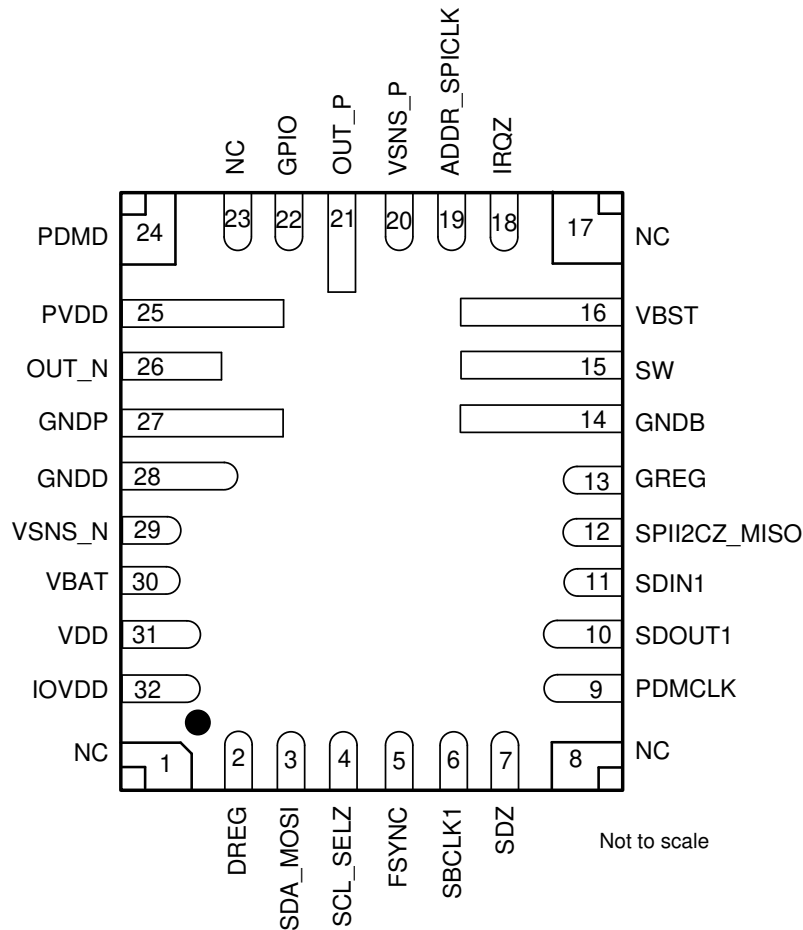 NC
GPIO
OUT_P
VSNS_P
ADDR_SPICLK
IRQZ
23
22
21
20
19
18
PDMD 24
17 NC
PVDD 25
16 VBST
OUT_N 26
15 SW
GNDP 27
14 GNDB
GNDD 28
13 GREG
VSNS_N 29
12 SPII2CZ_MISO
VBAT 30
11 SDIN1
VDD 31
10 SDOUT1
IOVDD 32
9 PDMCLK
NC 1
8 NC
2
3
4
5
6
7
DREG
SDA_MOSI
SCL_SELZ
FSYNC
SBCLK1
SDZ
Not to scale